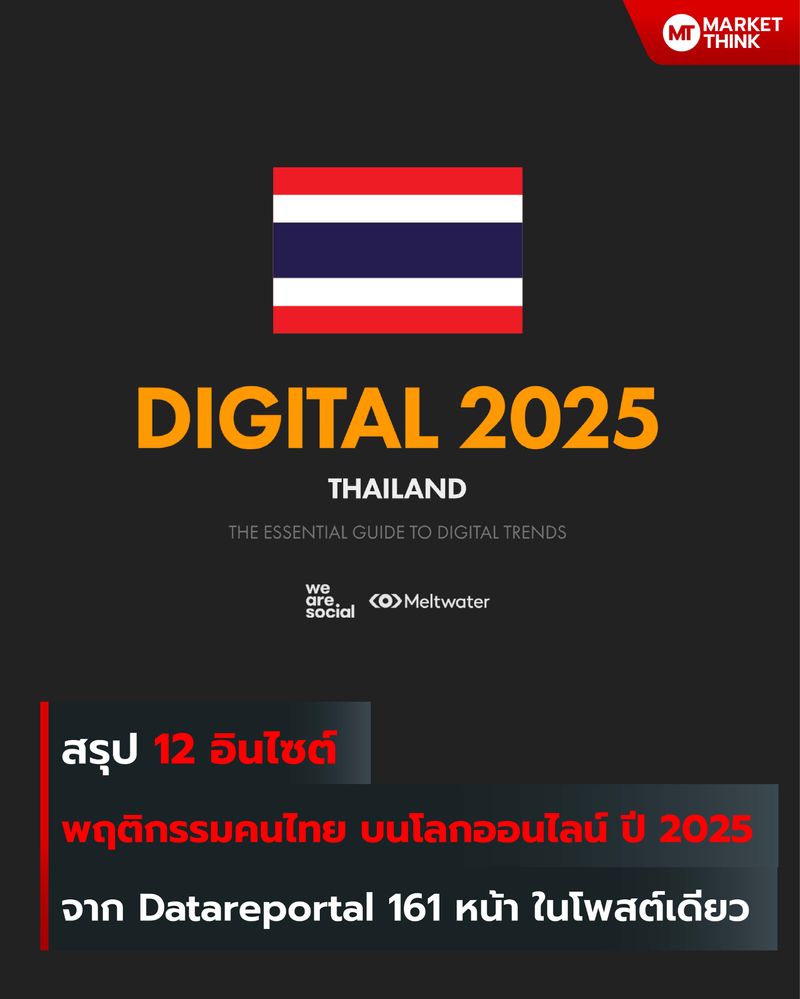 MT MARKET
THINK
DIGITAL 2025
THAILAND
THE ESSENTIAL GUIDE TO DIGITAL TRENDS
we
are.
social
Meltwater
สรุป 12 อินไซต์
พฤติกรรมคนไทย บนโลกออนไลน์ ปี 2025
จาก Datareportal 161 หน้า ในโพสต์เดียว